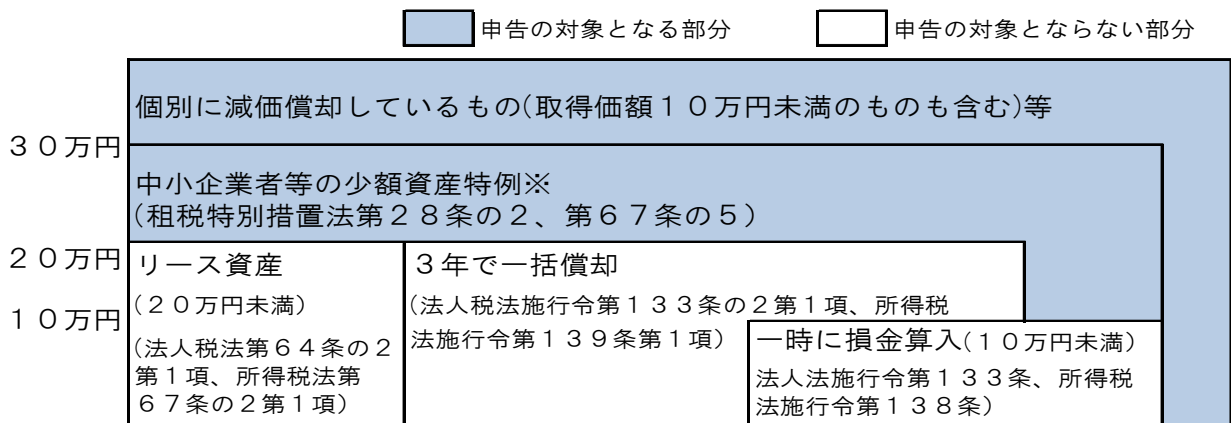 申告の対象となる部分 申告の対象とならない部分
個別に減価償却しているもの(取得価額１０万円未満のものも含む)等
３０万円
中小企業者等の少額資産特例※
(租税特別措置法第２８条の２、第６７条の５)
２０万円
リース資産
(２０万円未満)
(法人税法第６４条の２
第１項、所得税法第
６７条の２第１項)
３年で一括償却
(法人税法施行令第１３３条の２第１項、所得税
法施行令第１３９条第１項)
１０万円
一時に損金算入(１０万円未満)
法人法施行令第１３３条、所得税
法施行令第１３８条)